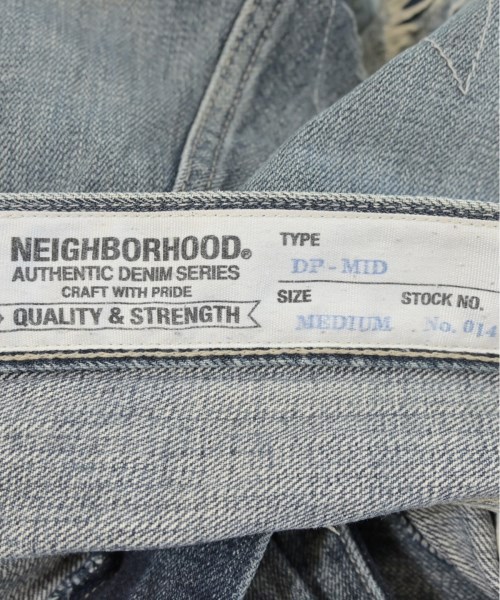 NEIGHBORHOOD®
AUTHENTIC DENIM SERIES
CRAFT WITH PRIDE
QUALITY & STRENGTH
TYPE
DP-MID
SIZE STOCK NO.
MEDIUM No. 014